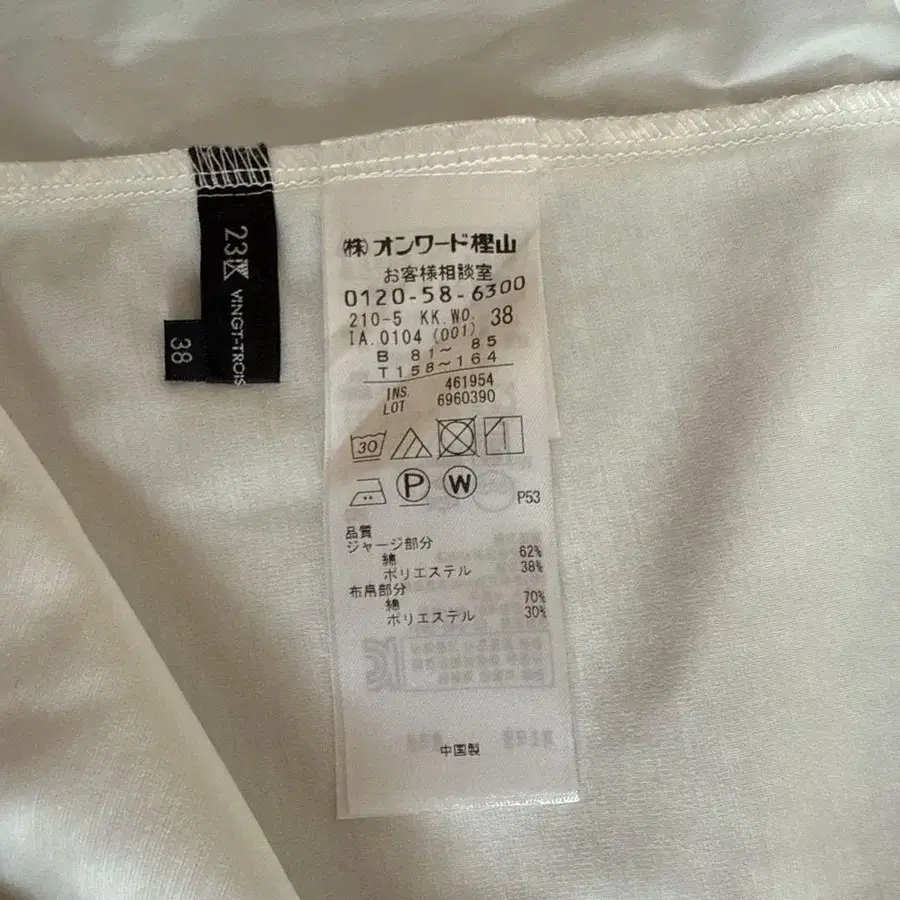 23区
VINGT-TROIS
38
(株)オンワード樫山
お客様相談室
0120-58-6300
210-5 KK.WO. 38
IA.0104 (001)
B 81~ 85
T158~164
INS. 461954
LOT 6960390
30
P W
P53
品質
ジャージ部分
綿 62%
ポリエステル 38%
布帛部分
綿 70%
ポリエステル 30%
中国製